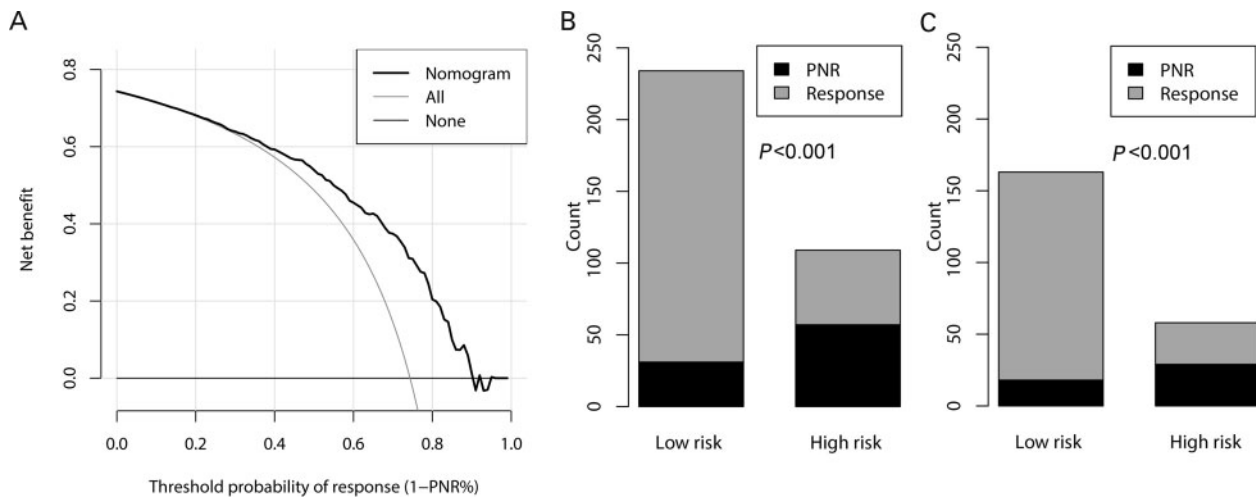 A
Net benefit
0.8
0.6
0.4
0.2
0.0
0.0 0.2 0.4 0.6 0.8 1.0
Threshold probability of response (1–PNR%)
Nomogram
All
None
B
Count
250
200
150
100
50
0
PNR
Response
P<0.001
Low risk High risk
C
Count
250
200
150
100
50
0
PNR
Response
P<0.001
Low risk High risk